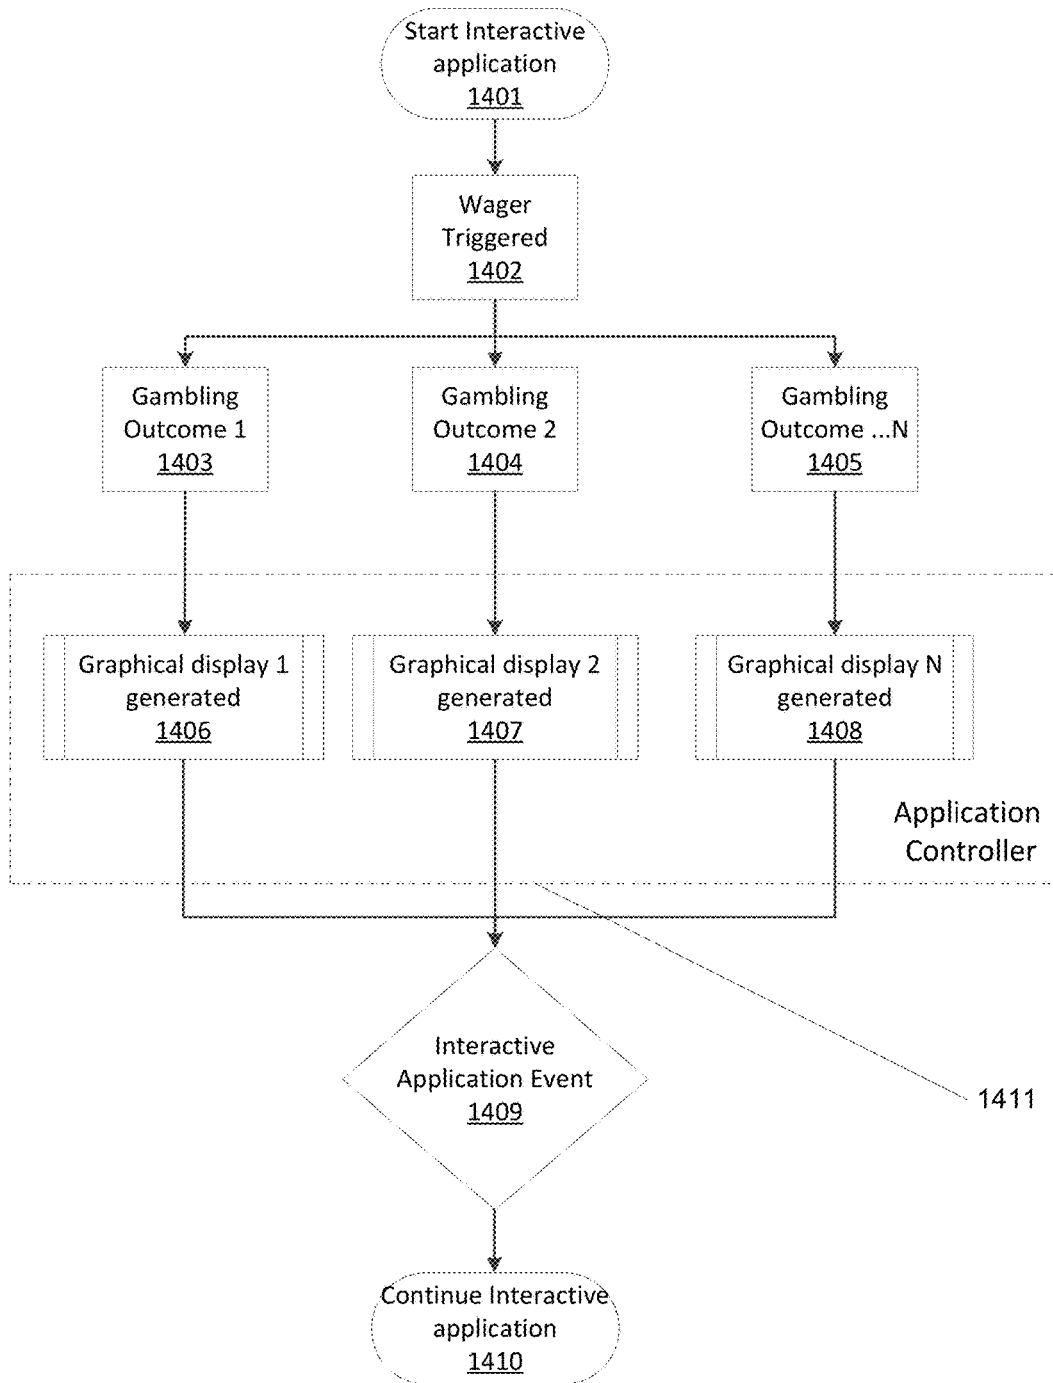 Start Interactive
application
1401
Wager
Triggered
1402
Gambling
Outcome 1
1403
Gambling
Outcome 2
1404
Gambling
Outcome ...N
1405
Graphical display 1
generated
1406
Graphical display 2
generated
1407
Graphical display N
generated
1408
Application
Controller
Interactive
Application Event
1409
1411
Continue Interactive
application
1410